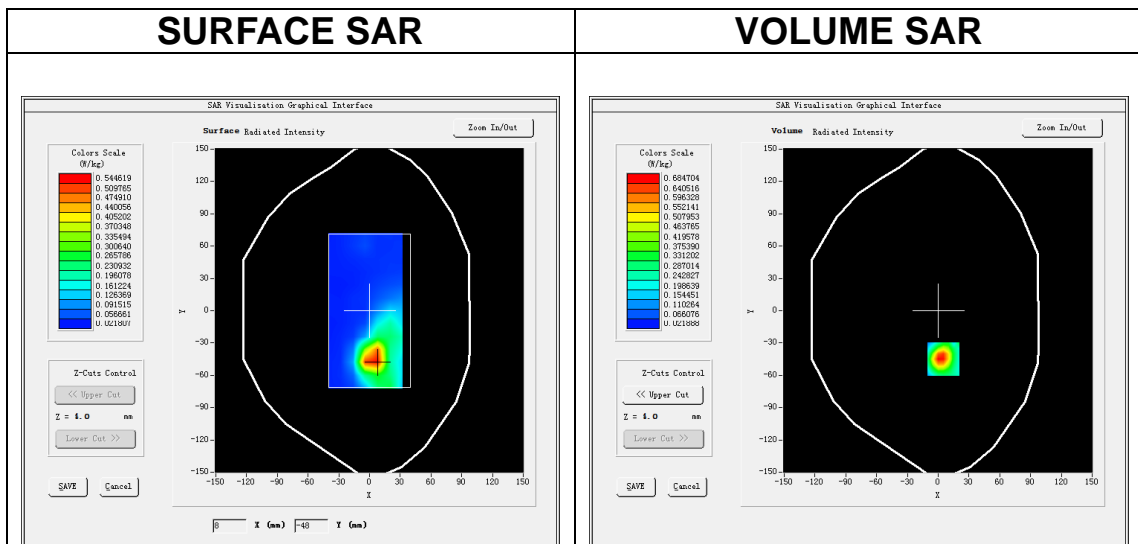 SURFACE SAR
VOLUME SAR
SAR Visualisation Graphical Interface
Surface Radiated Intensity
Zoom In/Out
Colors Scale
(W/kg)
0.544619
0.509765
0.474910
0.440056
0.405202
0.370348
0.335494
0.300640
0.265786
0.230932
0.196078
0.161224
0.126369
0.091515
0.056661
0.021807
Z-Cuts Control
<< Upper Cut
Z = 4.0 mm
Lower Cut >>
SAVE Cancel
150
120
90
60
30
0
-30
-60
-90
-120
-150
Y
-150 -120 -90 -60 -30 0 30 60 90 120 150
X
8 X (mm) -48 Y (mm)
SAR Visualisation Graphical Interface
Volume Radiated Intensity
Zoom In/Out
Colors Scale
(W/kg)
0.684704
0.640516
0.596328
0.552141
0.507953
0.463765
0.419578
0.375390
0.331202
0.287014
0.242827
0.198639
0.154451
0.110264
0.066076
0.021888
Z-Cuts Control
<< Upper Cut
Z = 4.0 mm
Lower Cut >>
SAVE Cancel
150
120
90
60
30
0
-30
-60
-90
-120
-150
Y
-150 -120 -90 -60 -30 0 30 60 90 120 150
X